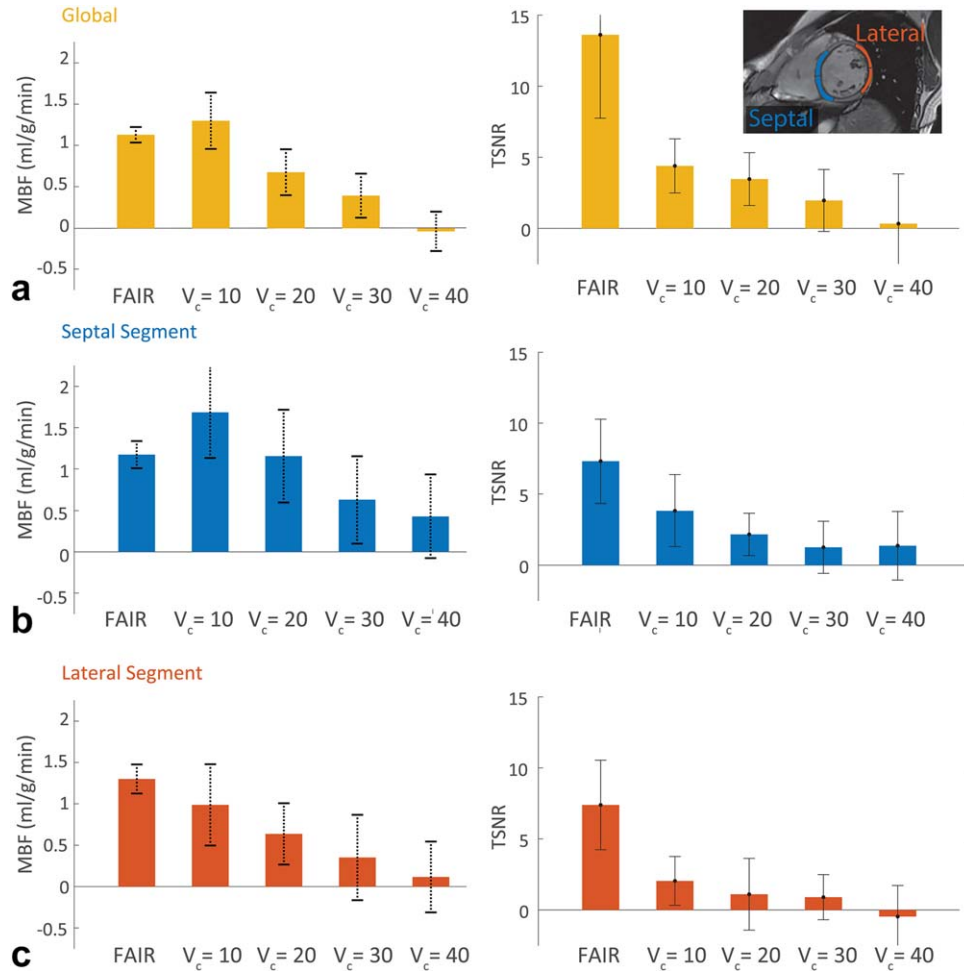 Global
MBF (ml/g/min)
2
1.5
1
0.5
0
-0.5
FAIR
V_c= 10
V_c= 20
V_c= 30
V_c= 40
TSNR
15
10
5
0
FAIR
V_c= 10
V_c= 20
V_c= 30
V_c= 40
Lateral
Septal
a
Septal Segment
MBF (ml/g/min)
2
1.5
1
0.5
0
-0.5
FAIR
V_c= 10
V_c= 20
V_c= 30
V_c= 40
TSNR
15
10
5
0
FAIR
V_c= 10
V_c= 20
V_c= 30
V_c= 40
b
Lateral Segment
MBF (ml/g/min)
2
1.5
1
0.5
0
-0.5
FAIR
V_c= 10
V_c= 20
V_c= 30
V_c= 40
TSNR
15
10
5
0
FAIR
V_c= 10
V_c= 20
V_c= 30
V_c= 40
c